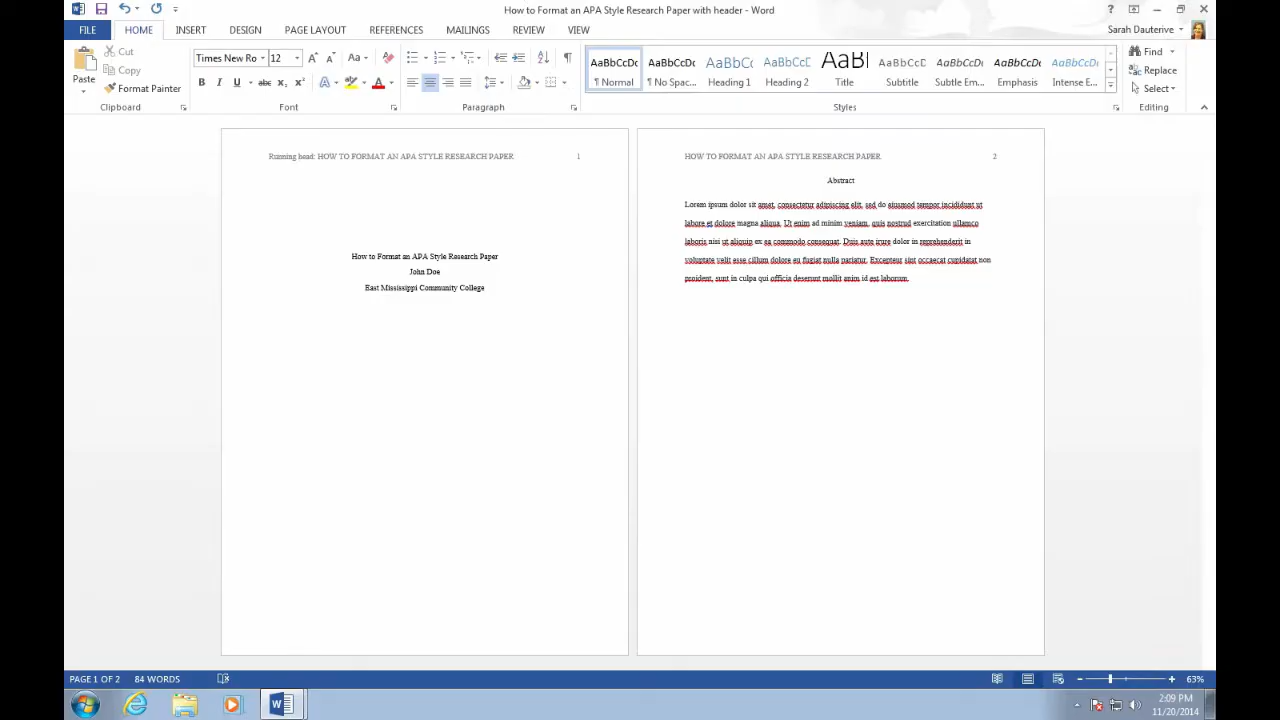 How to Format an APA Style Research Paper with header - Word
FILE HOME INSERT DESIGN PAGE LAYOUT REFERENCES MAILINGS REVIEW VIEW Sarah Dauterive
Cut
Copy
Paste
Format Painter
Clipboard
Times New Ro 12
Font
Paragraph
AaBbCcDc AaBbCcDc AaBbCc AaBbCcD AaBl AaBbCcD AaBbCcDc AaBbCcDc AaBbCcDc
¶ Normal ¶ No Spac... Heading 1 Heading 2 Title Subtitle Subtle Em... Emphasis Intense E...
Styles
Find
Replace
Select
Editing
Running head: HOW TO FORMAT AN APA STYLE RESEARCH PAPER 1
How to Format an APA Style Research Paper
John Doe
East Mississippi Community College
HOW TO FORMAT AN APA STYLE RESEARCH PAPER 2
Abstract
Lorem ipsum dolor sit amet, consectetur adipiscing elit, sed do eiusmod tempor incididunt ut
labore et dolore magna aliqua. Ut enim ad minim veniam, quis nostrud exercitation ullamco
laboris nisi ut aliquip ex ea commodo consequat. Duis aute irure dolor in reprehenderit in
voluptate velit esse cillum dolore eu fugiat nulla pariatur. Excepteur sint occaecat cupidatat non
proident, sunt in culpa qui officia deserunt mollit anim id est laborum.
PAGE 1 OF 2 84 WORDS 63%
2:09 PM
11/20/2014